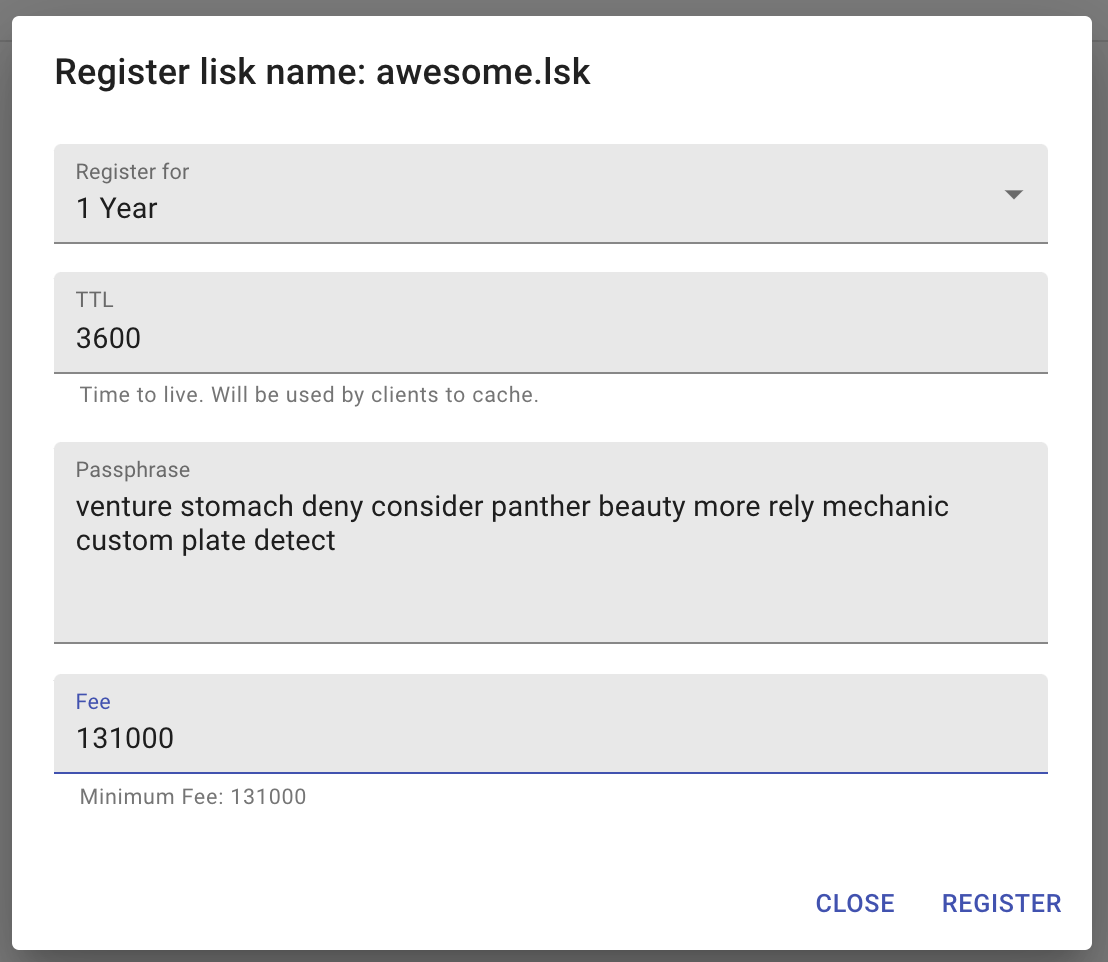 Register lisk name: awesome.lsk
Register for
1 Year
TTL
3600
Time to live. Will be used by clients to cache.
Passphrase
venture stomach deny consider panther beauty more rely mechanic
custom plate detect
Fee
131000
Minimum Fee: 131000
CLOSE REGISTER